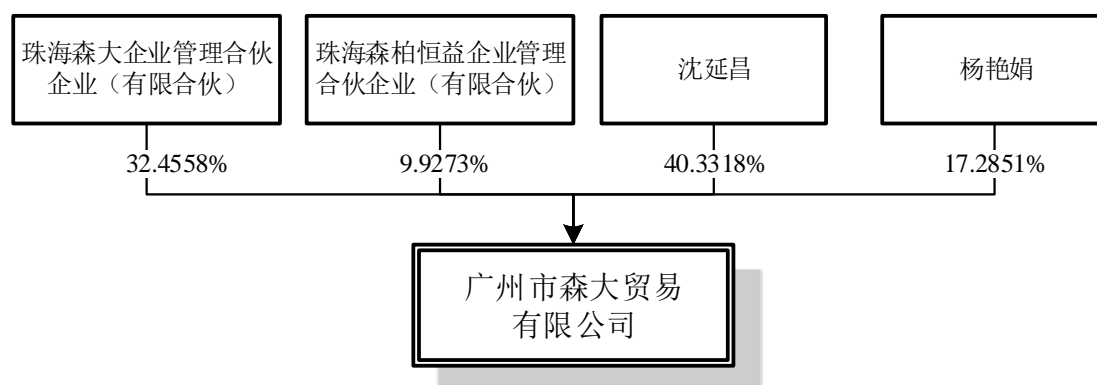 珠海森大企业管理合伙
企业（有限合伙）
珠海森柏恒益企业管理
合伙企业（有限合伙）
沈延昌
杨艳娟
32.4558%
9.9273%
40.3318%
17.2851%
广州市森大贸易
有限公司